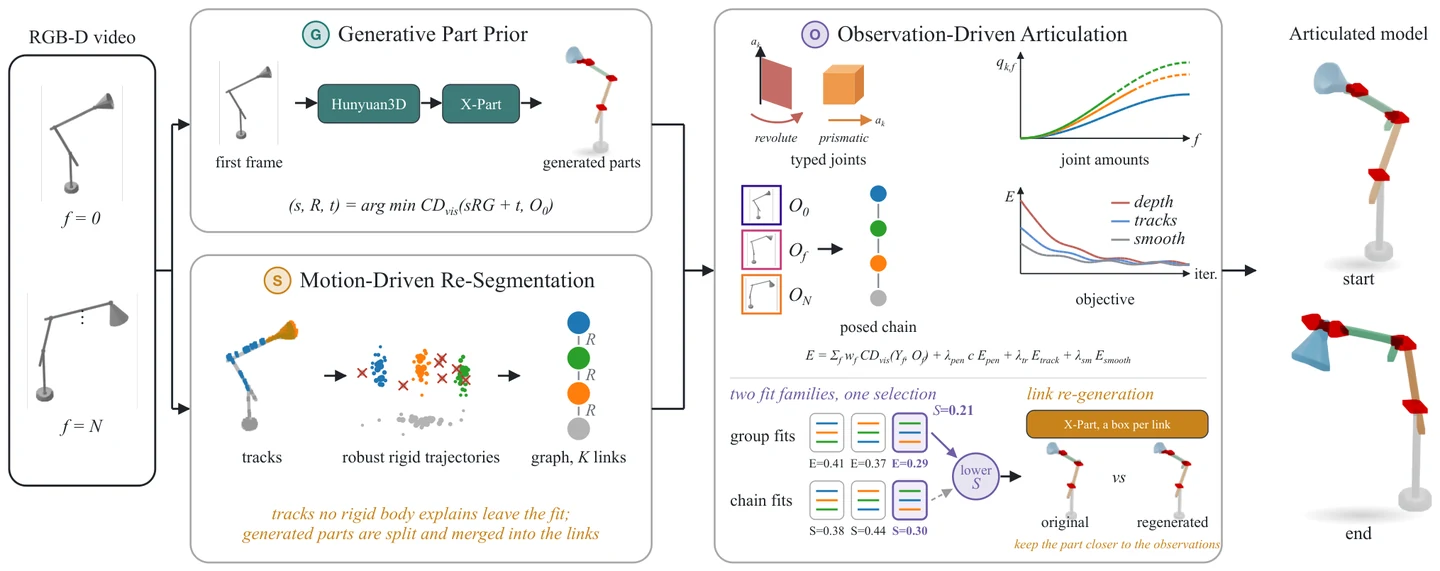 RGB-D video
f = 0
⋮
f = N
G Generative Part Prior
Hunyuan3D
X-Part
first frame
generated parts
(s, R, t) = arg min CD_vis(sRG + t, O_0)
S Motion-Driven Re-Segmentation
R
R
R
tracks
robust rigid trajectories
graph, K links
tracks no rigid body explains leave the fit;
generated parts are split and merged into the links
O Observation-Driven Articulation
a_k
a_k
revolute
prismatic
typed joints
q_k,f
f
joint amounts
O_0
O_f
O_N
posed chain
E
depth
tracks
smooth
iter.
objective
E = Σ_f w_f CD_vis(Y_f, O_f) + λ_pen c E_pen + λ_tr E_track + λ_sm E_smooth
two fit families, one selection
S=0.21
group fits
E=0.41 E=0.37 E=0.29
chain fits
S=0.38 S=0.44 S=0.30
lower
S
link re-generation
X-Part, a box per link
vs
original
regenerated
keep the part closer to the observations
Articulated model
start
end